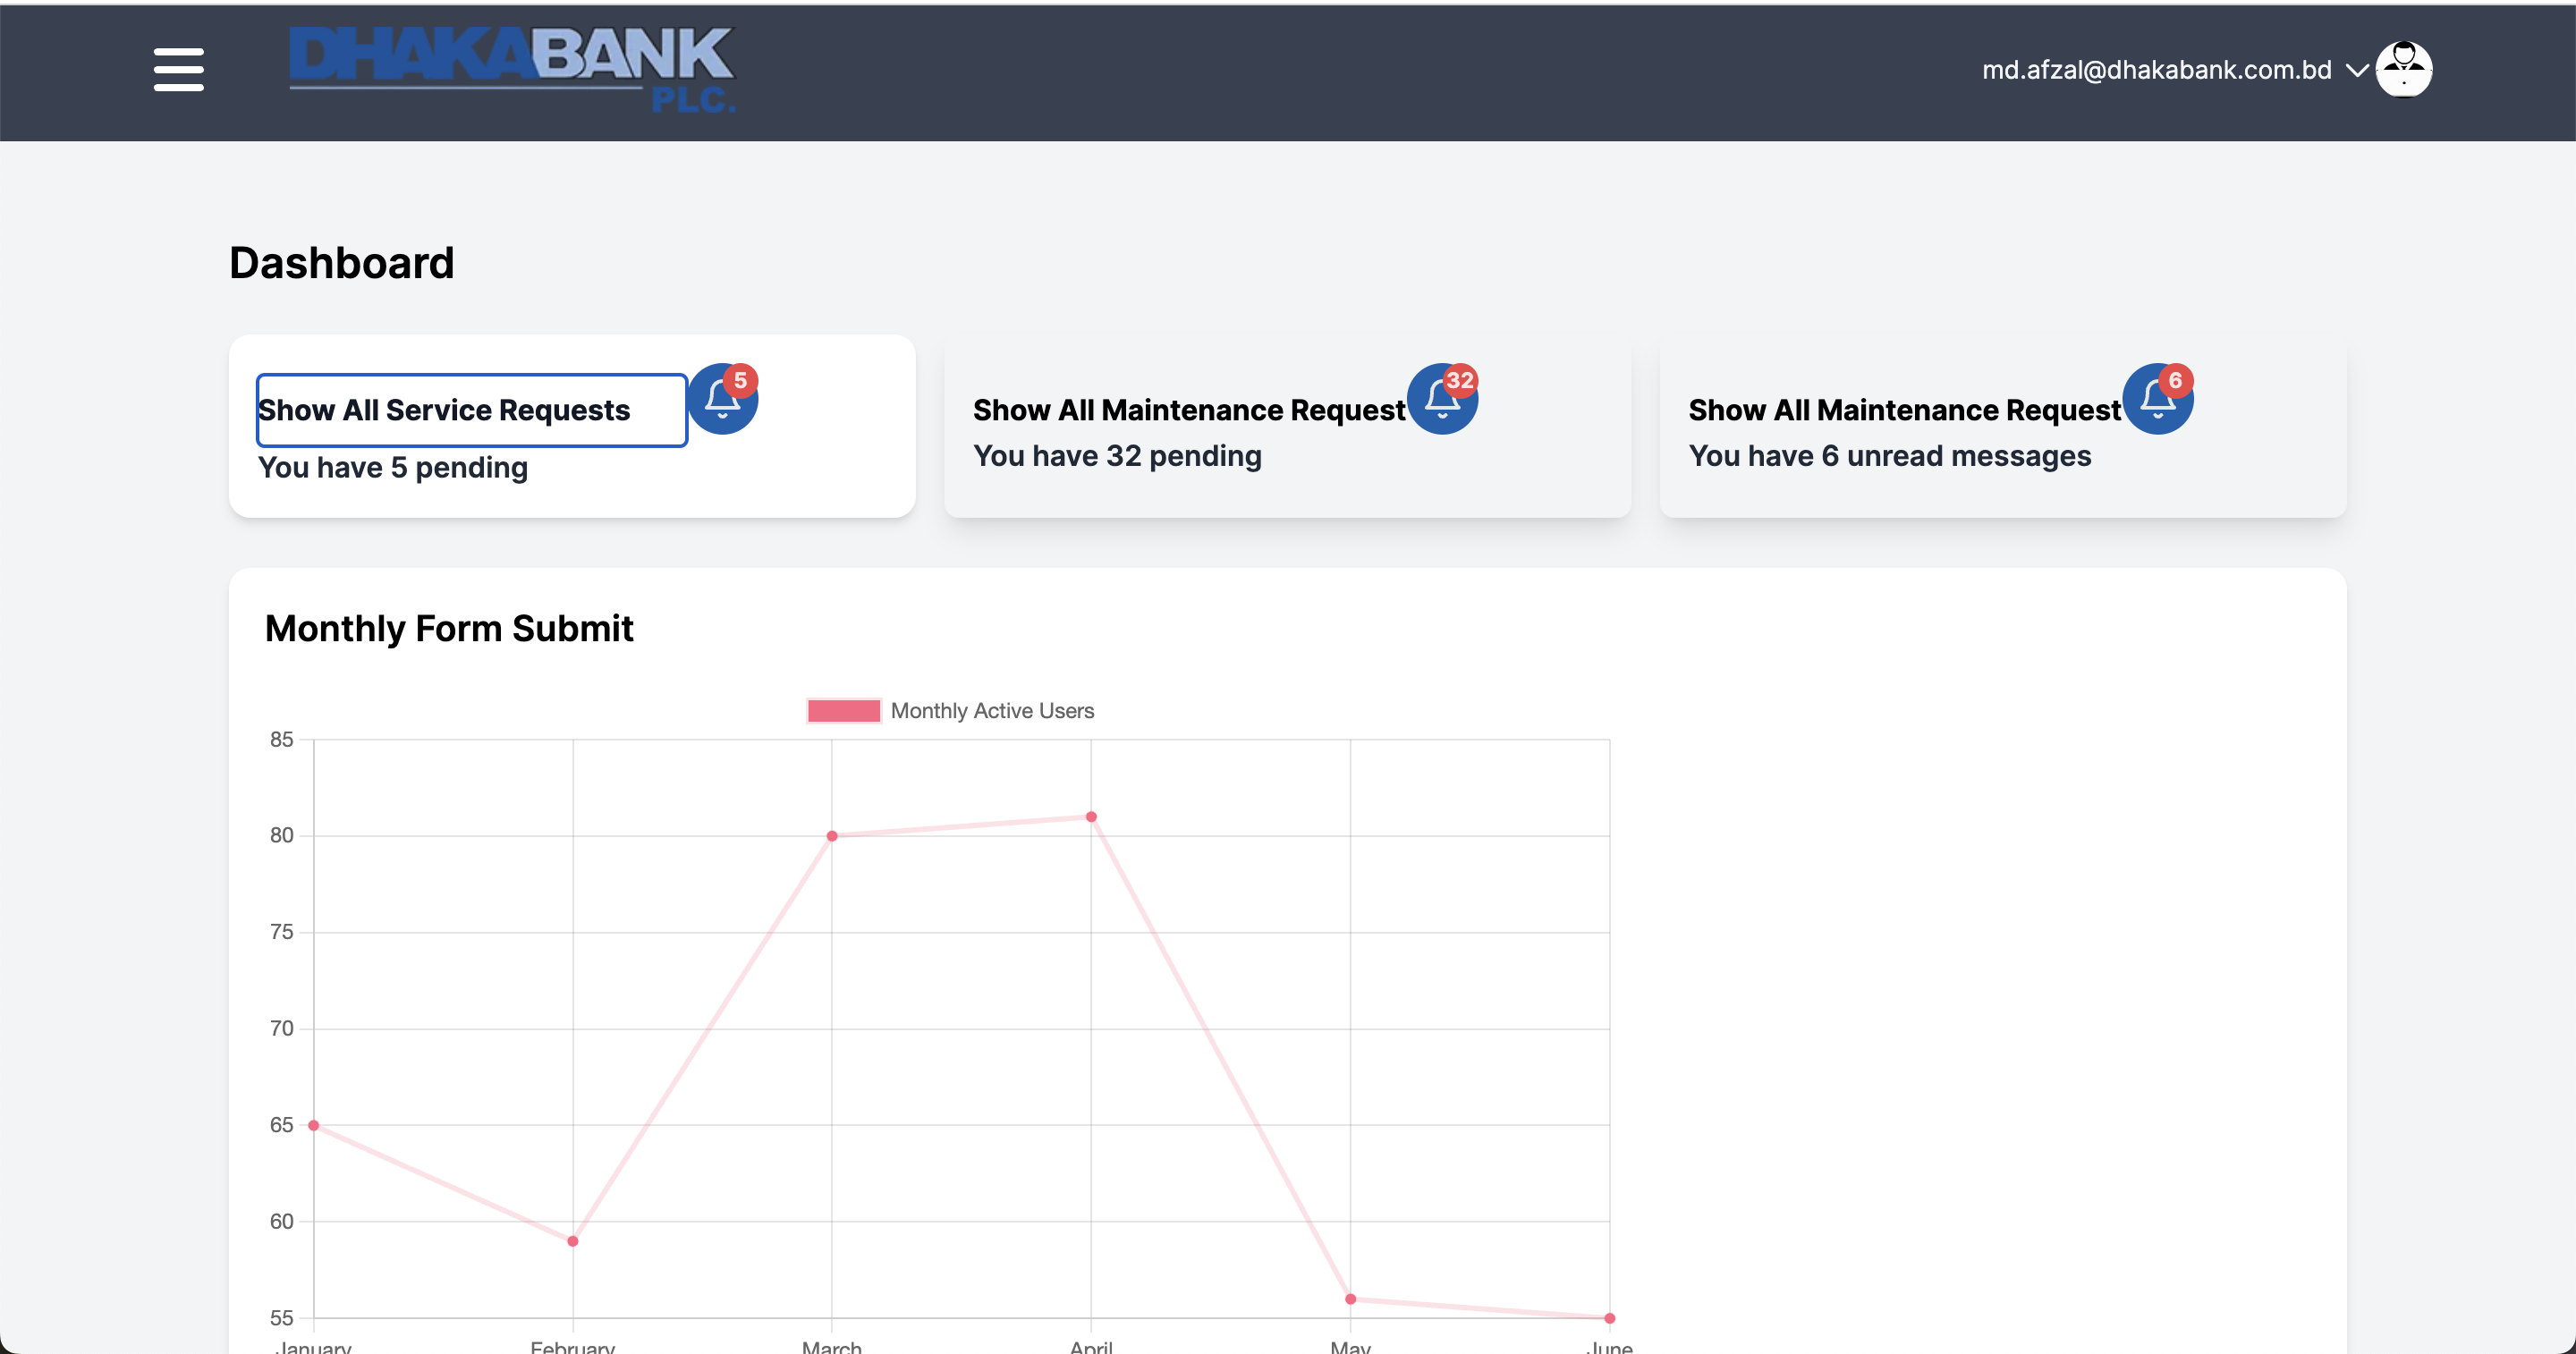 DHAKABANK
PLC.
md.afzal@dhakabank.com.bd
Dashboard
Show All Service Requests
5
You have 5 pending
Show All Maintenance Request
32
You have 32 pending
Show All Maintenance Request
6
You have 6 unread messages
Monthly Form Submit
Monthly Active Users
85
80
75
70
65
60
55
January February March April May June